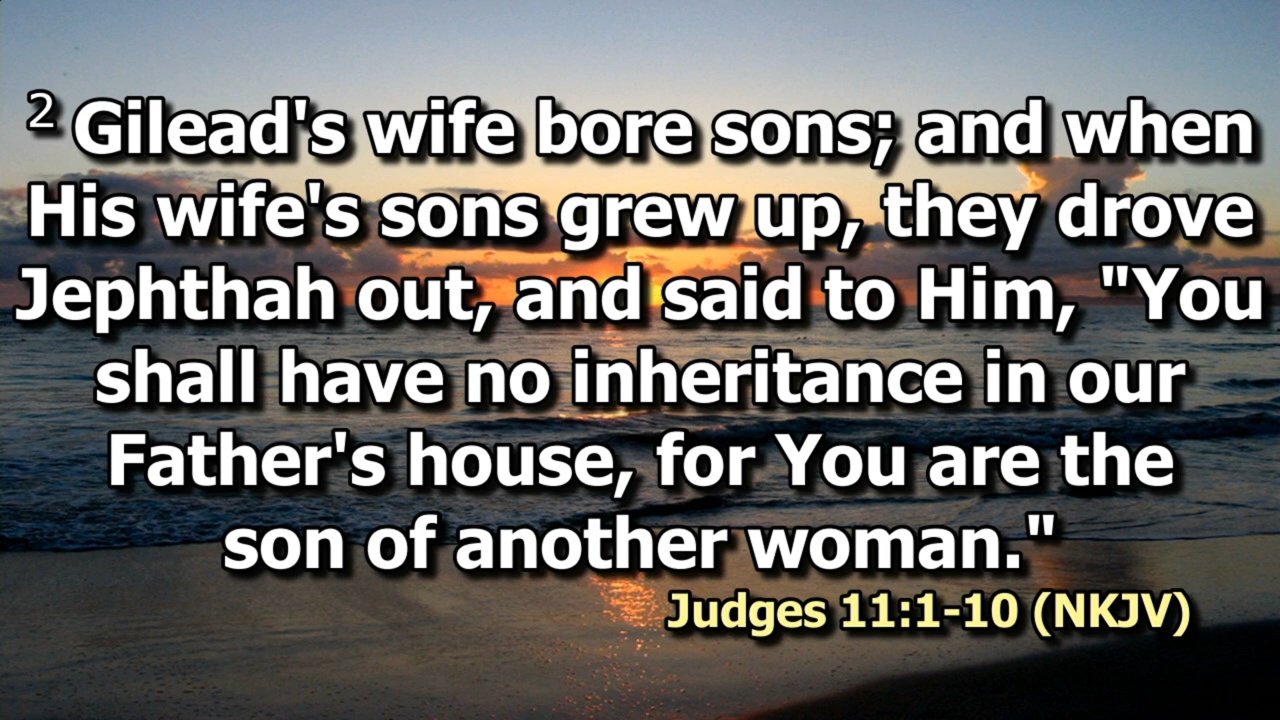 2 Gilead's wife bore sons; and when
His wife's sons grew up, they drove
Jephthah out, and said to Him, "You
shall have no inheritance in our
Father's house, for You are the
son of another woman."
Judges 11:1-10 (NKJV)